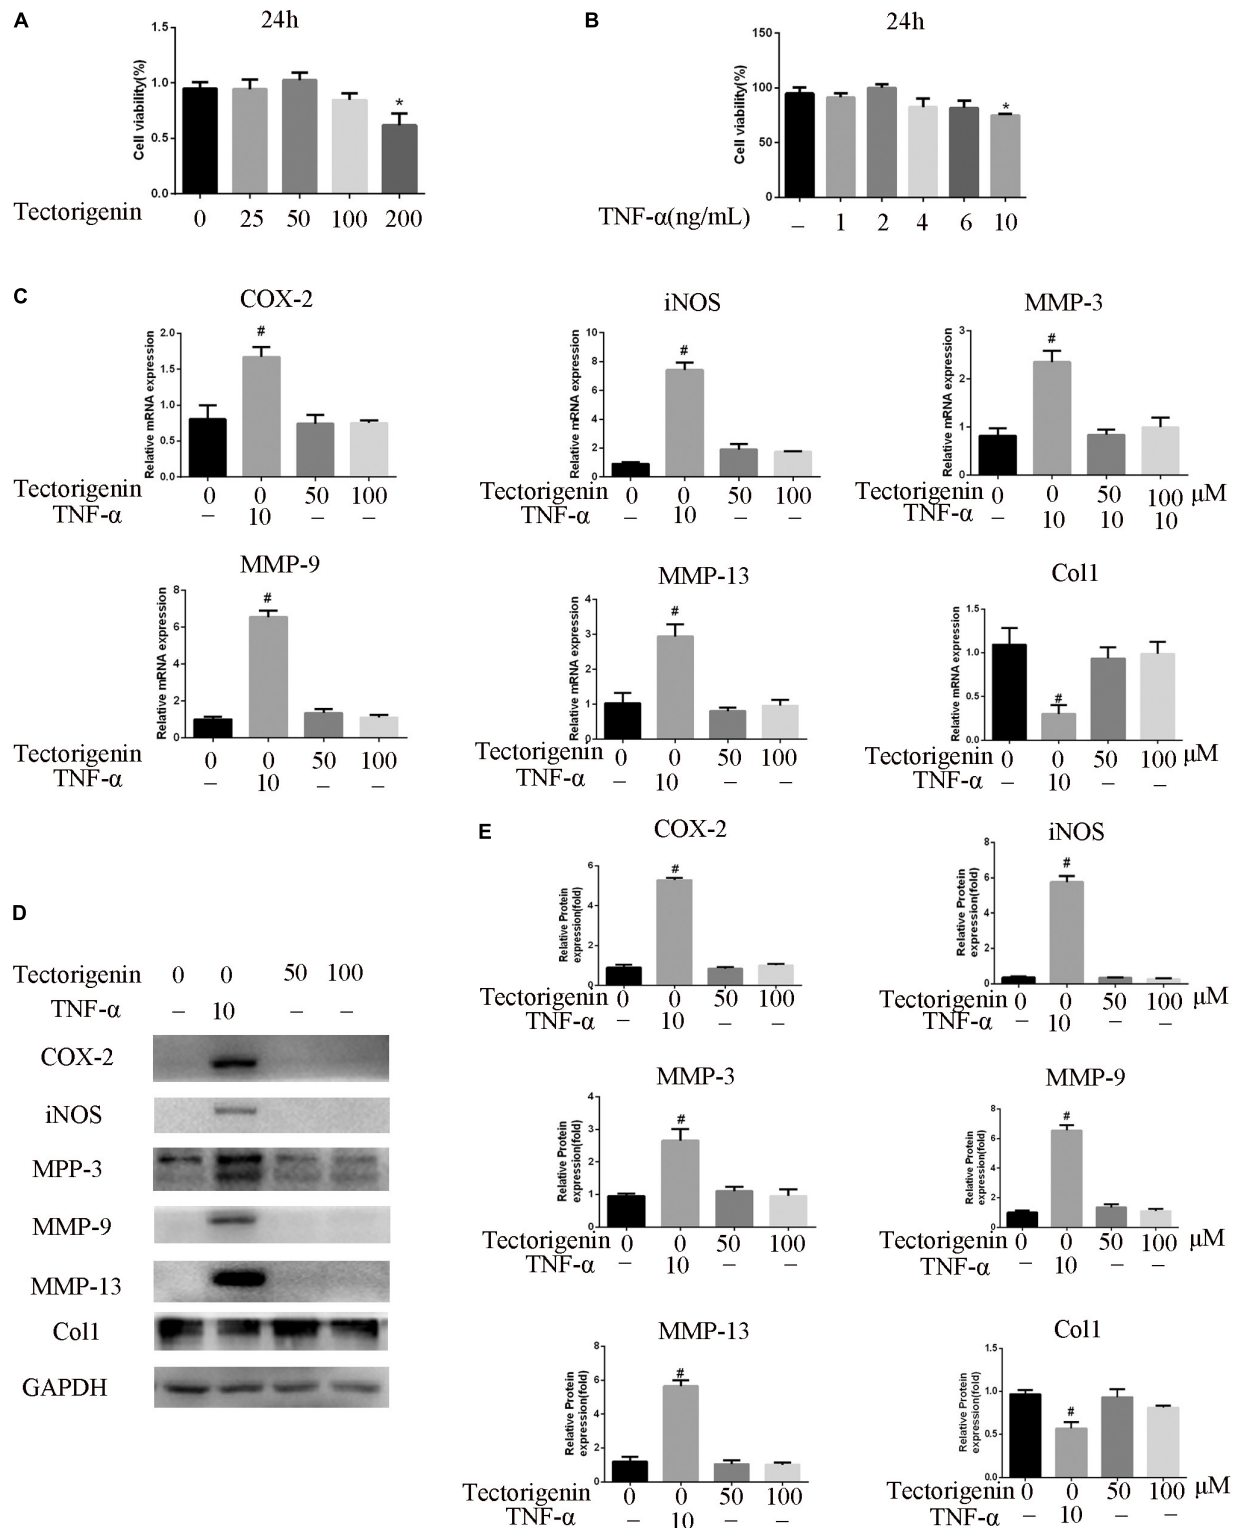 A
24h
Cell viability(%)
1.5
1.0
0.5
0.0
*
Tectorigenin 0 25 50 100 200
B
24h
Cell viability(%)
150
100
50
0
*
TNF-α(ng/mL) – 1 2 4 6 10
C
COX-2
Relative mRNA expression
2.0
1.5
1.0
0.5
0.0
#
Tectorigenin 0 0 50 100
TNF-α – 10 – –
iNOS
Relative mRNA expression
10
8
6
4
2
0
#
Tectorigenin 0 0 50 100
TNF-α – 10 – –
MMP-3
Relative mRNA expression
3
2
1
0
#
Tectorigenin 0 0 50 100 μM
TNF-α – 10 10 10
MMP-9
Relative mRNA expression
8
6
4
2
0
#
Tectorigenin 0 0 50 100
TNF-α – 10 – –
MMP-13
Relative mRNA expression
4
3
2
1
0
#
Tectorigenin 0 0 50 100
TNF-α – 10 – –
Col1
Relative mRNA expression
1.5
1.0
0.5
0.0
#
Tectorigenin 0 0 50 100 μM
TNF-α – 10 – –
D
Tectorigenin 0 0 50 100
TNF-α – 10 – –
COX-2
iNOS
MPP-3
MMP-9
MMP-13
Col1
GAPDH
E
COX-2
Relative Protein
expression(fold)
6
4
2
0
#
Tectorigenin 0 0 50 100
TNF-α – 10 – –
iNOS
Relative Protein
expression(fold)
8
6
4
2
0
#
Tectorigenin 0 0 50 100 μM
TNF-α – 10 – –
MMP-3
Relative Protein
expression(fold)
4
3
2
1
0
#
Tectorigenin 0 0 50 100
TNF-α – 10 – –
MMP-9
Relative Protein
expression(fold)
8
6
4
2
0
#
Tectorigenin 0 0 50 100 μM
TNF-α – 10 – –
MMP-13
Relative Protein
expression(fold)
8
6
4
2
0
#
Tectorigenin 0 0 50 100
TNF-α – 10 – –
Col1
Relative Protein
expression(fold)
1.5
1.0
0.5
0.0
#
Tectorigenin 0 0 50 100 μM
TNF-α – 10 – –